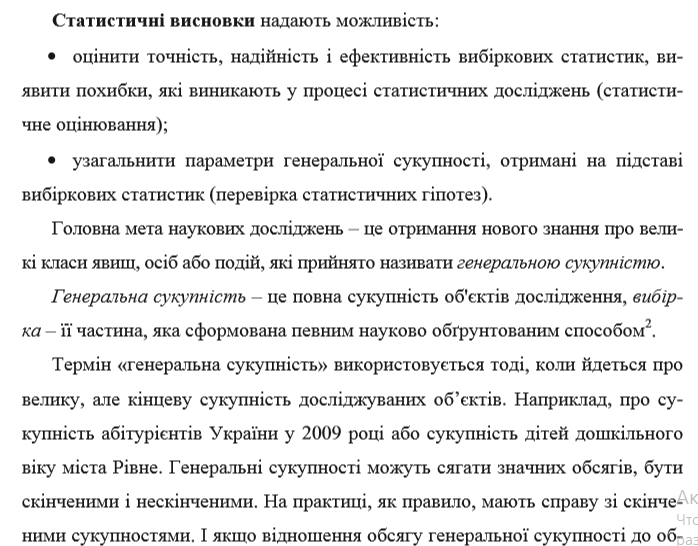 Статистичні висновки надають можливість:
• оцінити точність, надійність і ефективність вибіркових статистик, ви-
явити похибки, які виникають у процесі статистичних досліджень (статисти-
чне оцінювання);
• узагальнити параметри генеральної сукупності, отримані на підставі
вибіркових статистик (перевірка статистичних гіпотез).
Головна мета наукових досліджень – це отримання нового знання про вели-
кі класи явищ, осіб або подій, які прийнято називати генеральною сукупністю.
Генеральна сукупність – це повна сукупність об'єктів дослідження, вибір-
ка – її частина, яка сформована певним науково обґрунтованим способом².
Термін «генеральна сукупність» використовується тоді, коли йдеться про
велику, але кінцеву сукупність досліджуваних об’єктів. Наприклад, про су-
купність абітурієнтів України у 2009 році або сукупність дітей дошкільного
віку міста Рівне. Генеральні сукупності можуть сягати значних обсягів, бути
скінченими і нескінченими. На практиці, як правило, мають справу зі скінче-
ними сукупностями. І якщо відношення обсягу генеральної сукупності до об-
Ак
Что
раз